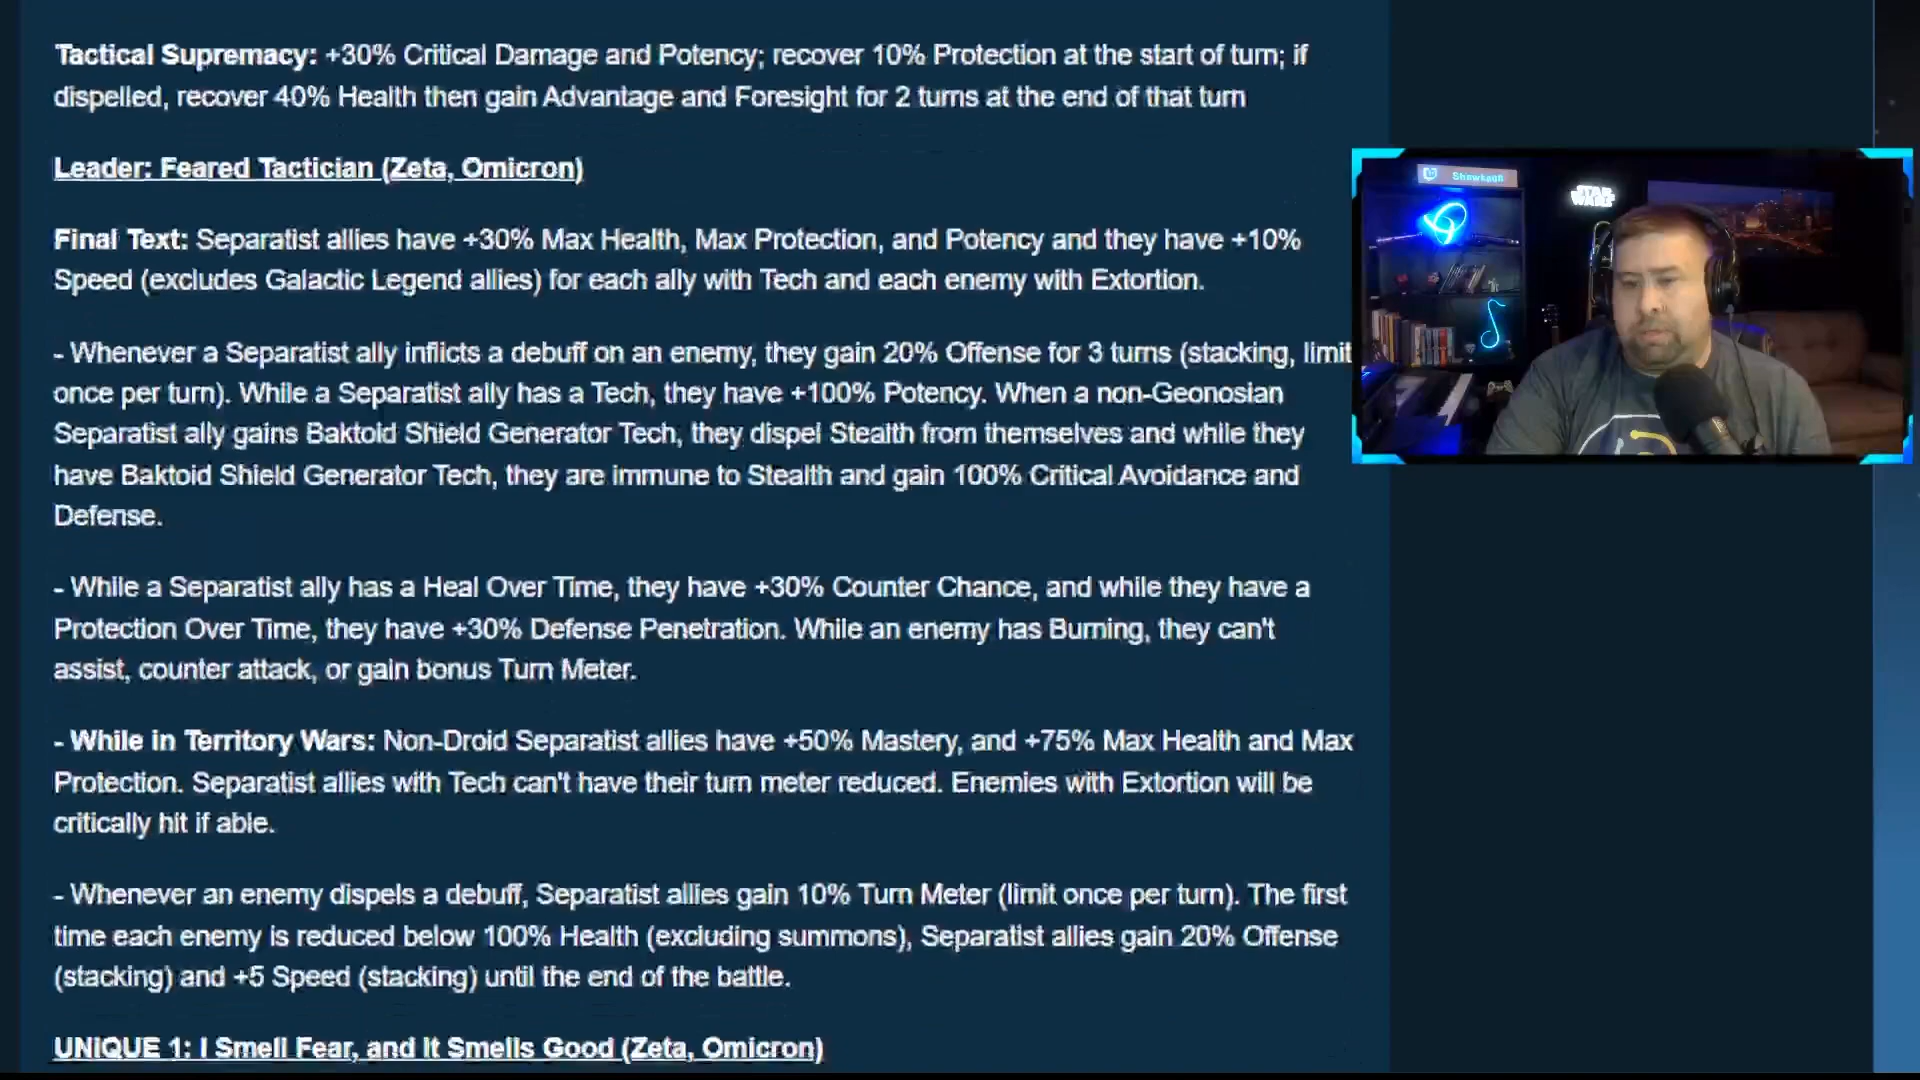 Tactical Supremacy: +30% Critical Damage and Potency; recover 10% Protection at the start of turn; if
dispelled, recover 40% Health then gain Advantage and Foresight for 2 turns at the end of that turn
Leader: Feared Tactician (Zeta, Omicron)
Final Text: Separatist allies have +30% Max Health, Max Protection, and Potency and they have +10%
Speed (excludes Galactic Legend allies) for each ally with Tech and each enemy with Extortion.
- Whenever a Separatist ally inflicts a debuff on an enemy, they gain 20% Offense for 3 turns (stacking, limit
once per turn). While a Separatist ally has a Tech, they have +100% Potency. When a non-Geonosian
Separatist ally gains Baktoid Shield Generator Tech, they dispel Stealth from themselves and while they
have Baktoid Shield Generator Tech, they are immune to Stealth and gain 100% Critical Avoidance and
Defense.
- While a Separatist ally has a Heal Over Time, they have +30% Counter Chance, and while they have a
Protection Over Time, they have +30% Defense Penetration. While an enemy has Burning, they can't
assist, counter attack, or gain bonus Turn Meter.
- While in Territory Wars: Non-Droid Separatist allies have +50% Mastery, and +75% Max Health and Max
Protection. Separatist allies with Tech can't have their turn meter reduced. Enemies with Extortion will be
critically hit if able.
- Whenever an enemy dispels a debuff, Separatist allies gain 10% Turn Meter (limit once per turn). The first
time each enemy is reduced below 100% Health (excluding summons), Separatist allies gain 20% Offense
(stacking) and +5 Speed (stacking) until the end of the battle.
UNIQUE 1: I Smell Fear, and It Smells Good (Zeta, Omicron)
STAR
WARS